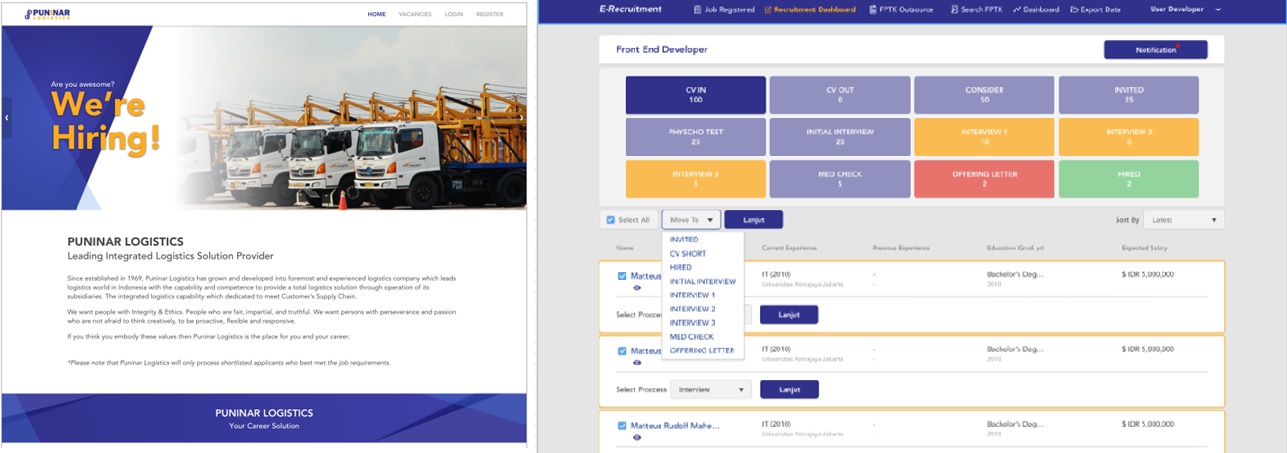 PUNINAR
LOGISTICS
HOME VACANCIES LOGIN REGISTER
Are you awesome?
We're
Hiring!
PUNINAR LOGISTICS
Leading Integrated Logistics Solution Provider
Since established in 1969, Puninar Logistics has grown and developed into foremost and experienced logistics company which leads
logistics world in Indonesia with the capability and competence to provide a total logistics solution through operation of its
subsidiaries. The integrated logistics capability which dedicated to meet Customer's Supply Chain.
We want people with Integrity & Ethics. People who are fair, impartial, and truthful. We want persons with perseverance and passion
who are not afraid to think creatively, to be proactive, flexible and responsive.
If you think you embody these values then Puninar Logistics is the place for you and your career.
*Please note that Puninar Logistics will only process shortlisted applicants who best met the job requirements.
PUNINAR LOGISTICS
Your Career Solution
E-Recruitment Job Registered Recruitment Dashboard FPTK Outsource Search FPTK Dashboard Export Data User Developer
Front End Developer Notification
CV IN CV OUT CONSIDER INVITED
100 0 50 25
PHYSCHO TEST INITIAL INTERVIEW INTERVIEW 1 INTERVIEW 2
25 25 10
INTERVIEW 3 MED CHECK OFFERING LETTER HIRED
5 5 2 2
Select All Move To Lanjut Sort By Latest
INVITED
CV SHORT
HIRED
INITIAL INTERVIEW
INTERVIEW 1
INTERVIEW 2
INTERVIEW 3
MED CHECK
OFFERING LETTER
Name Current Experience Previous Experience Education (Grad. yr) Expected Salary
Matteus IT (2010) - Bachelor's Deg... $ IDR 5,000,000
Universitas Atmajaya Jakarta - 2010
Select Proccess Lanjut
Matteus IT (2010) - Bachelor's Deg... $ IDR 5,000,000
Universitas Atmajaya Jakarta - 2010
Select Proccess Interview Lanjut
Matteus Rudolf Mahe... IT (2010) - Bachelor's Deg... $ IDR 5,000,000
Universitas Atmajaya Jakarta - 2010